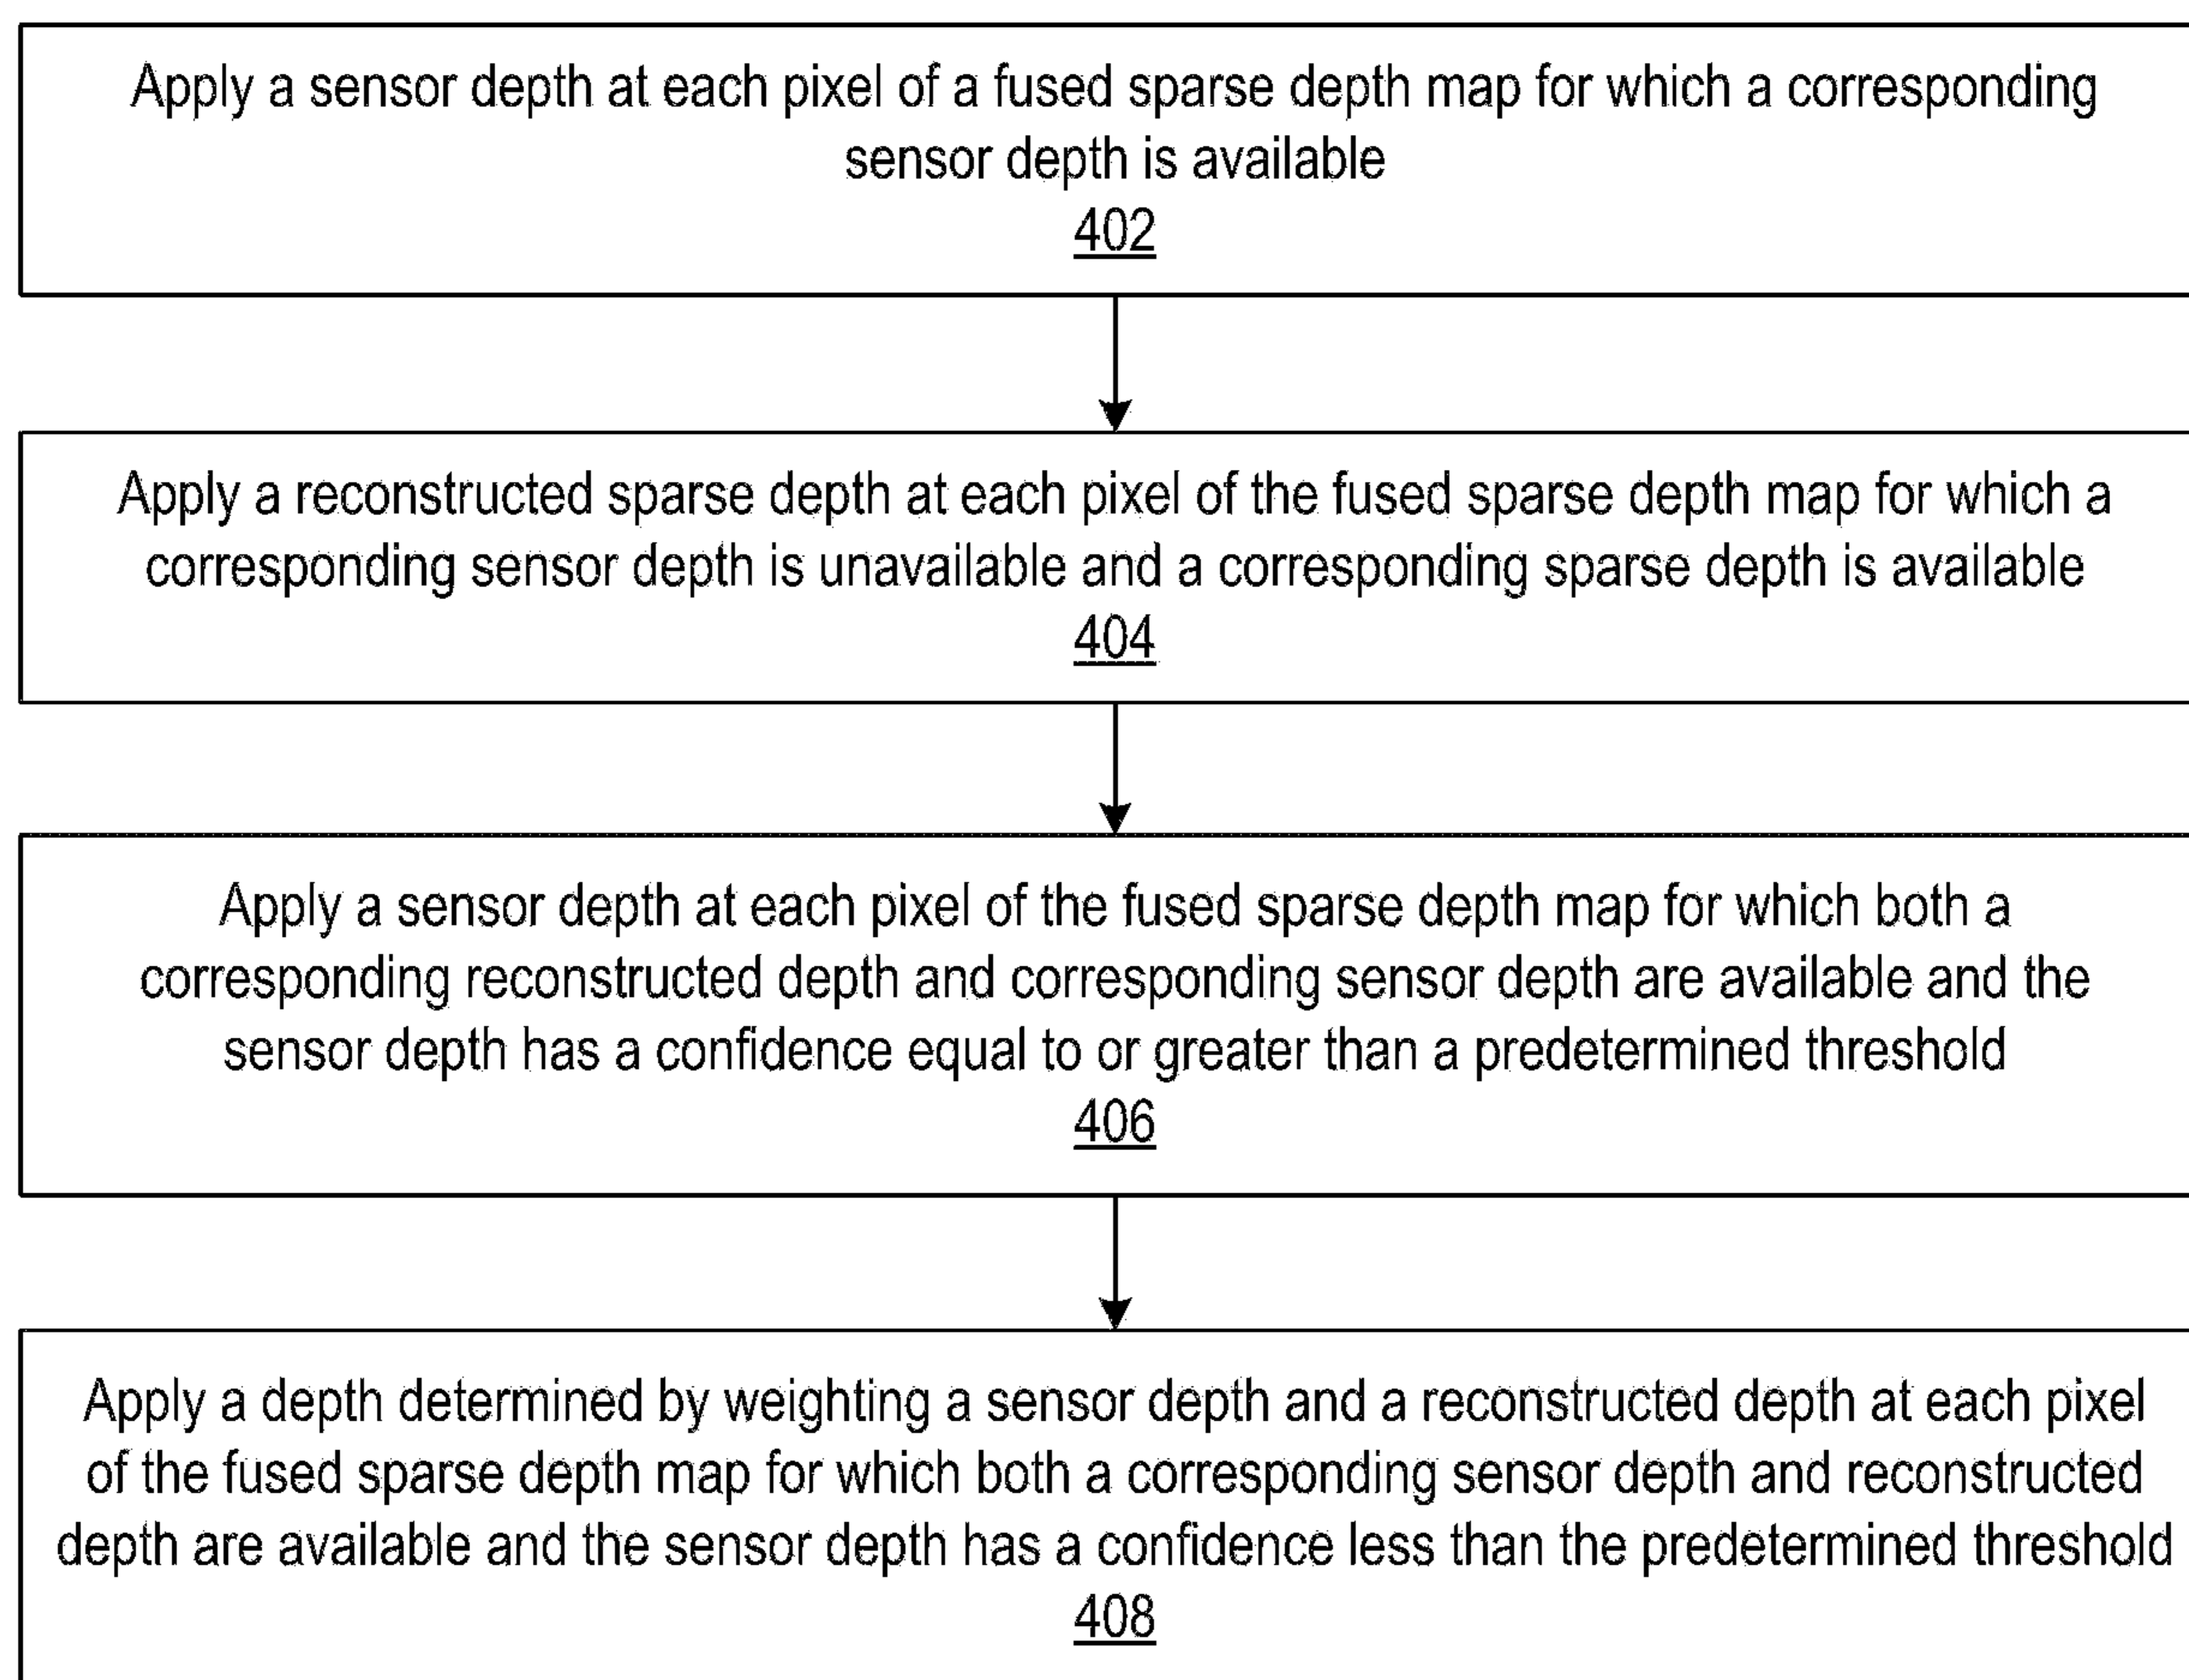 Apply a sensor depth at each pixel of a fused sparse depth map for which a corresponding
sensor depth is available
402
Apply a reconstructed sparse depth at each pixel of the fused sparse depth map for which a
corresponding sensor depth is unavailable and a corresponding sparse depth is available
404
Apply a sensor depth at each pixel of the fused sparse depth map for which both a
corresponding reconstructed depth and corresponding sensor depth are available and the
sensor depth has a confidence equal to or greater than a predetermined threshold
406
Apply a depth determined by weighting a sensor depth and a reconstructed depth at each pixel
of the fused sparse depth map for which both a corresponding sensor depth and reconstructed
depth are available and the sensor depth has a confidence less than the predetermined threshold
408